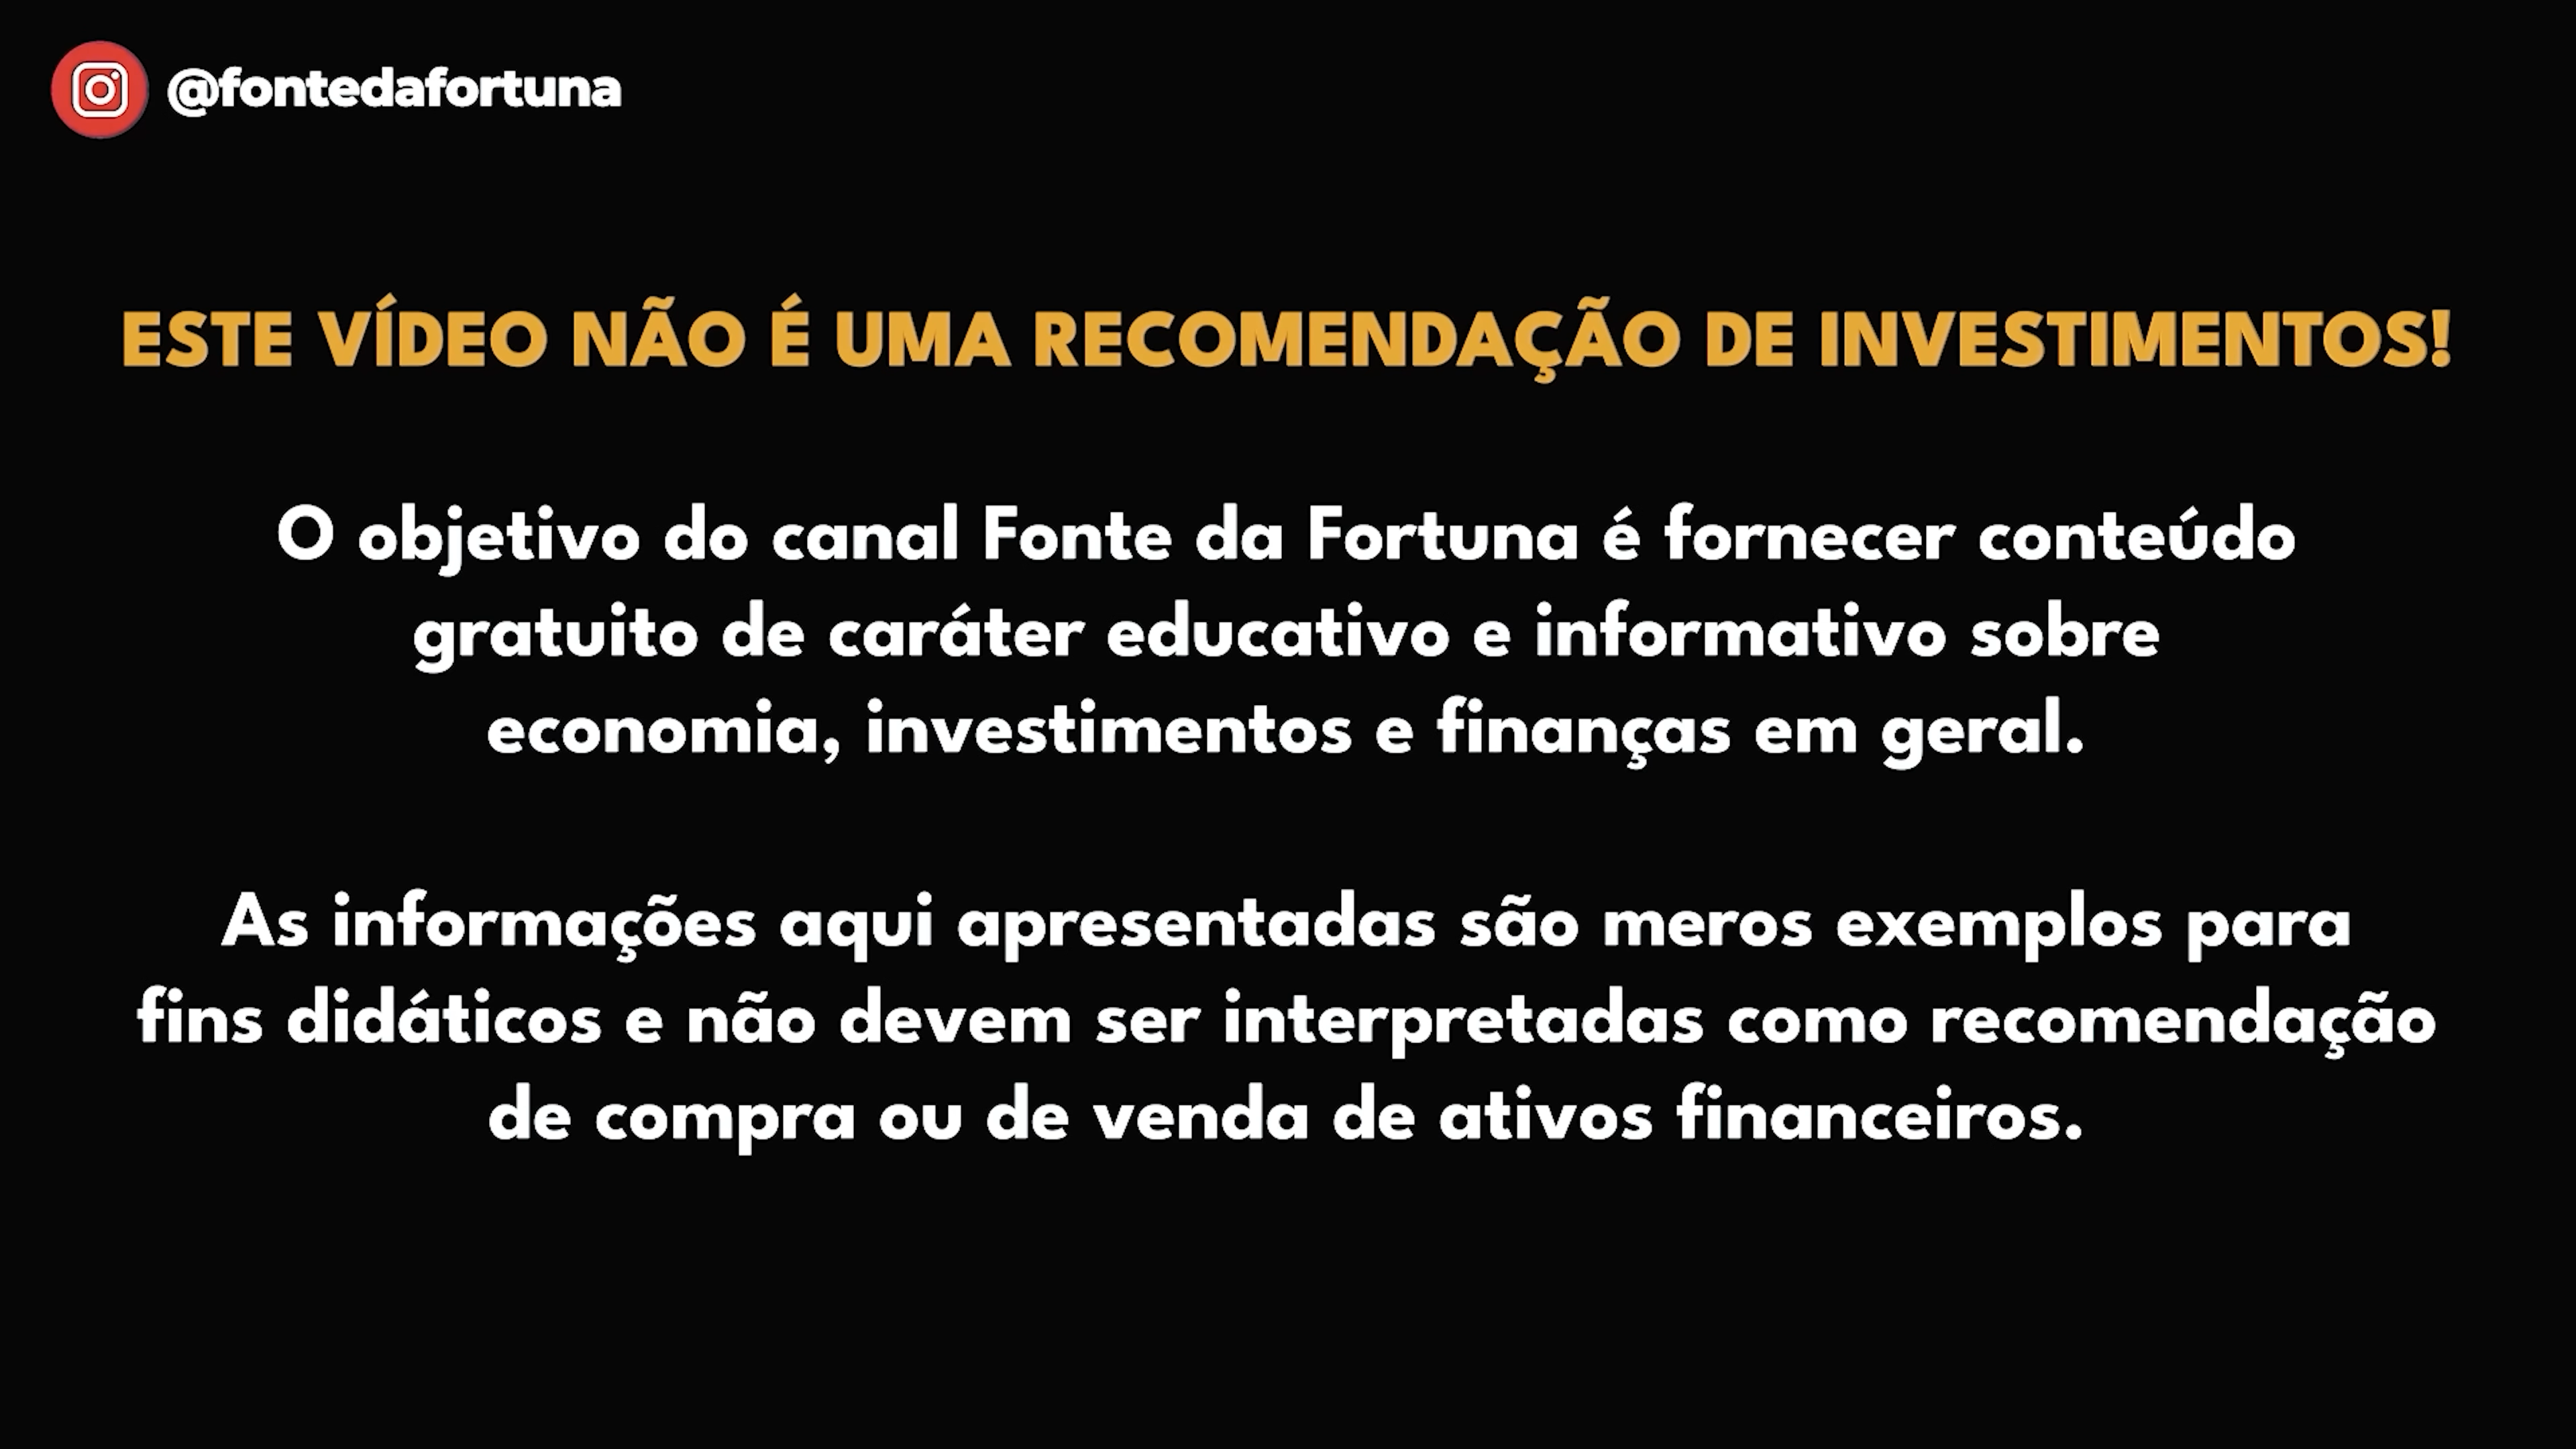 @fontedafortuna
ESTE VÍDEO NÃO É UMA RECOMENDAÇÃO DE INVESTIMENTOS!
O objetivo do canal Fonte da Fortuna é fornecer conteúdo
gratuito de caráter educativo e informativo sobre
economia, investimentos e finanças em geral.
As informações aqui apresentadas são meros exemplos para
fins didáticos e não devem ser interpretadas como recomendação
de compra ou de venda de ativos financeiros.